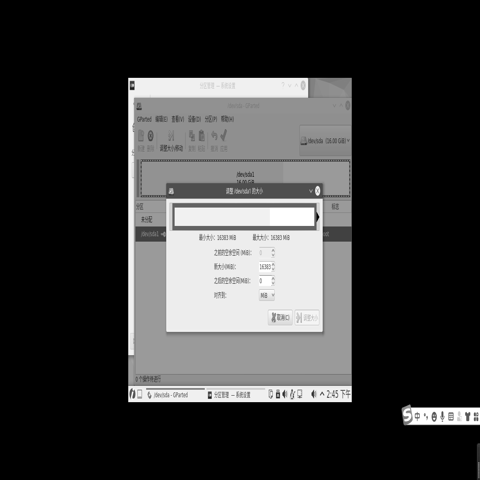 分区管理 — 系统设置
/dev/sda - GParted
GParted 编辑(E) 查看(V) 设备(D) 分区(P) 帮助(H)
调整大小/移动
/dev/sda (16.00 GiB)
/dev/sda1
16.00 GiB
分区
标志
未分配
/dev/sda1
调整 /dev/sda1 的大小
最小大小: 16383 MiB 最大大小: 16383 MiB
之前的空余空间 (MiB): 0
新大小(MiB): 16383
之后的空余空间(MiB): 0
对齐到: MiB
取消(C) 调整大小
0 个操作待进行
/dev/sda - GParted 分区管理 — 系统设置 2:45 下午
中